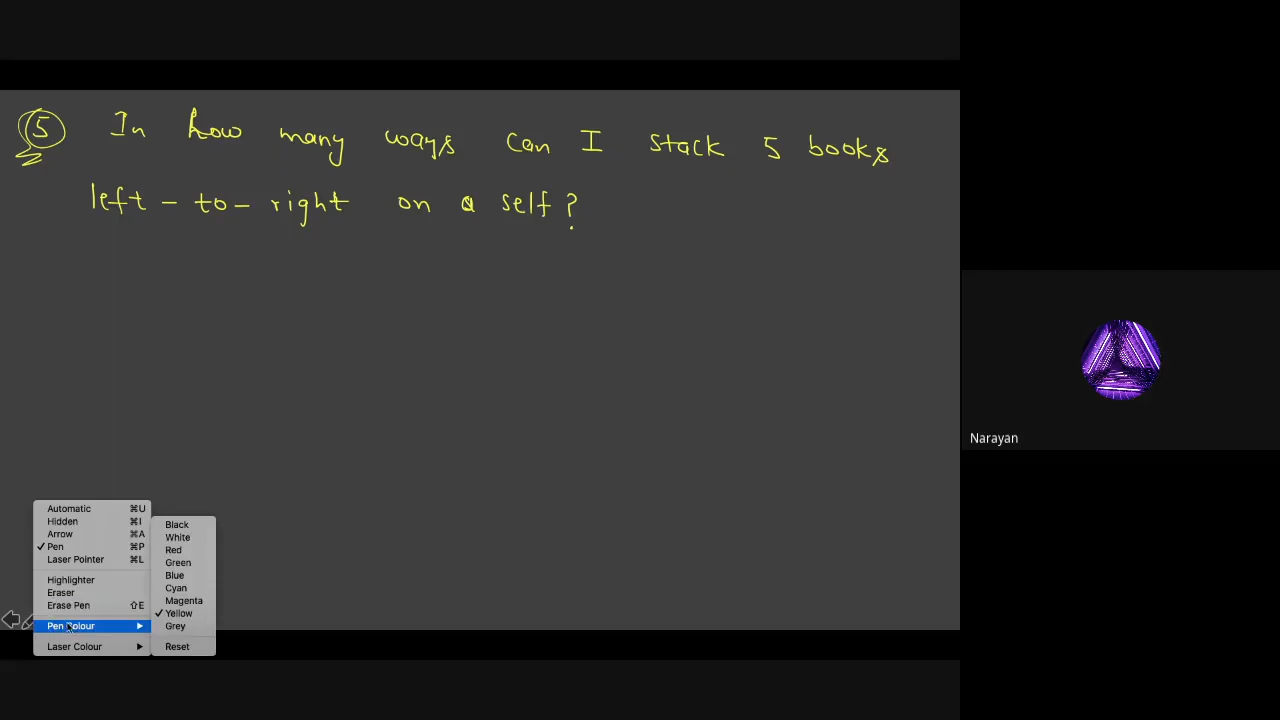 5 In how many ways can I stack 5 books
left-to-right on a self?
Narayan
Automatic ⌘U
Hidden ⌘I
Arrow ⌘A
✓ Pen ⌘P
Laser Pointer ⌘L
Highlighter
Eraser
Erase Pen ⇧E
Pen Colour ▶
Laser Colour ▶
Black
White
Red
Green
Blue
Cyan
Magenta
✓ Yellow
Grey
Reset